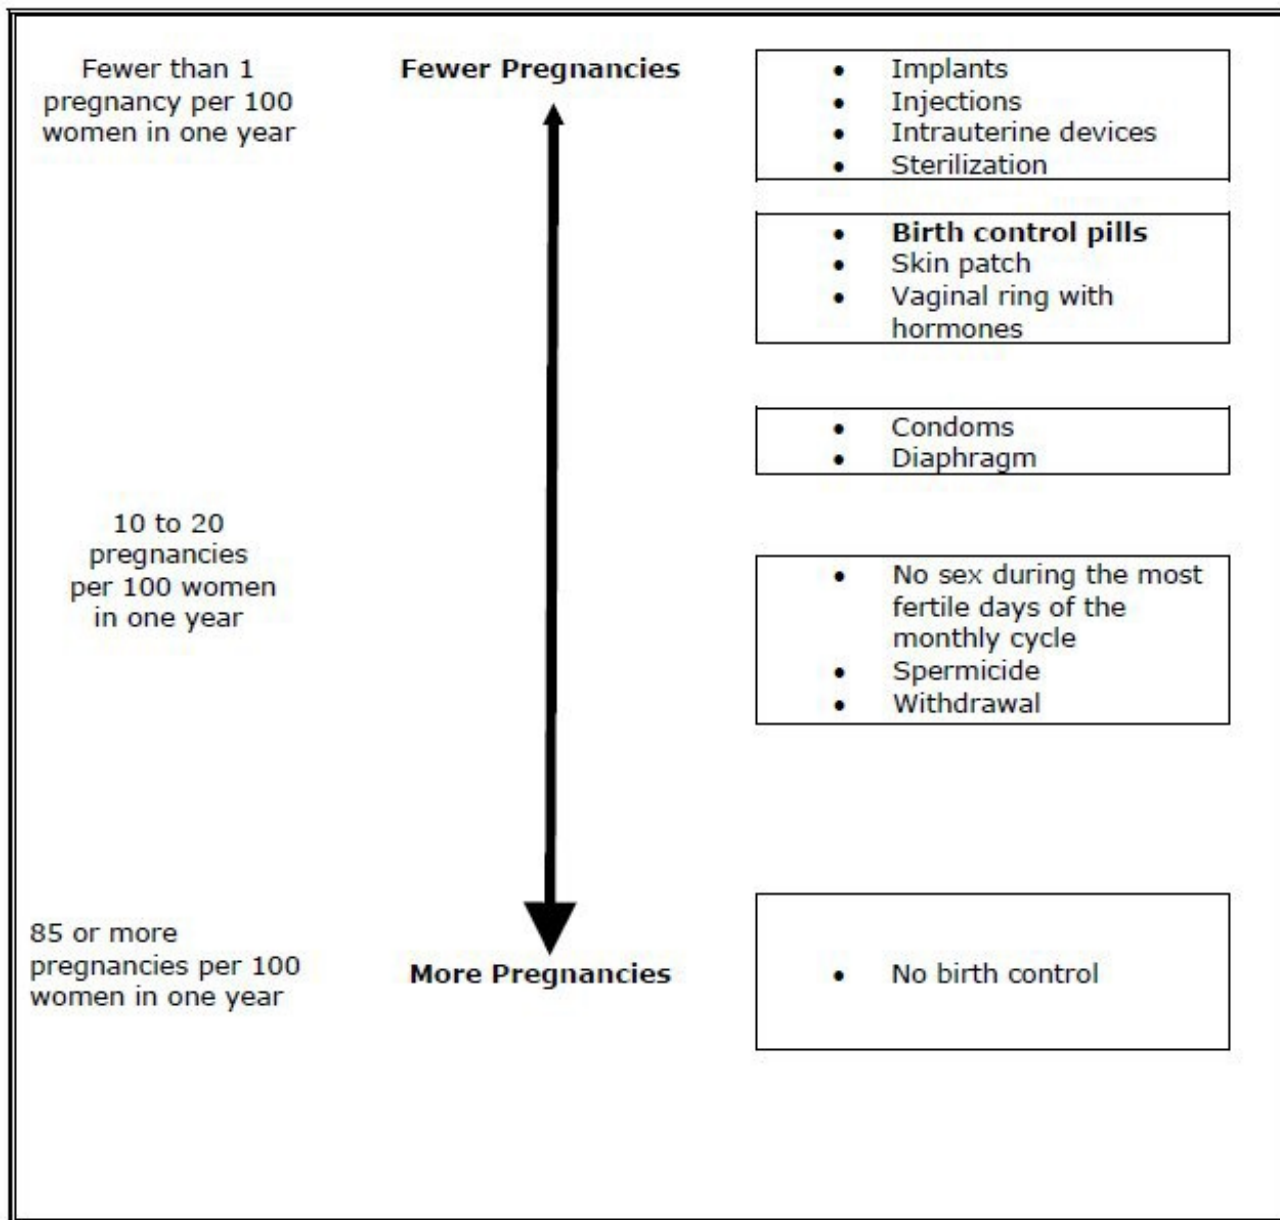 Fewer than 1
pregnancy per 100
women in one year
Fewer Pregnancies
• Implants
• Injections
• Intrauterine devices
• Sterilization
• Birth control pills
• Skin patch
• Vaginal ring with
hormones
• Condoms
• Diaphragm
10 to 20
pregnancies
per 100 women
in one year
• No sex during the most
fertile days of the
monthly cycle
• Spermicide
• Withdrawal
85 or more
pregnancies per 100
women in one year
More Pregnancies
• No birth control